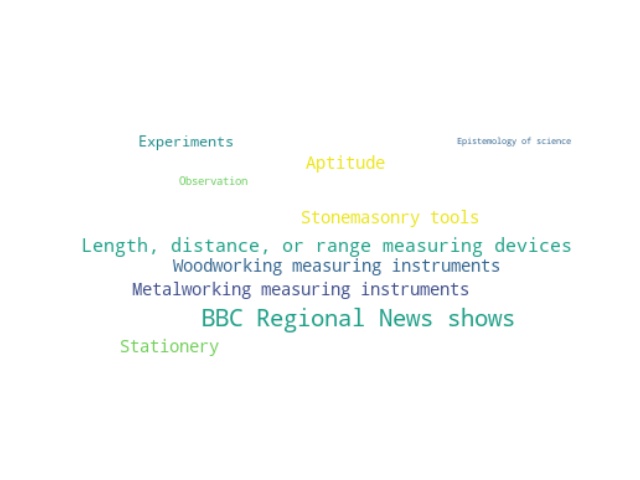 Experiments
Epistemology of science
Aptitude
Observation
Stonemasonry tools
Length, distance, or range measuring devices
Woodworking measuring instruments
Metalworking measuring instruments
BBC Regional News shows
Stationery